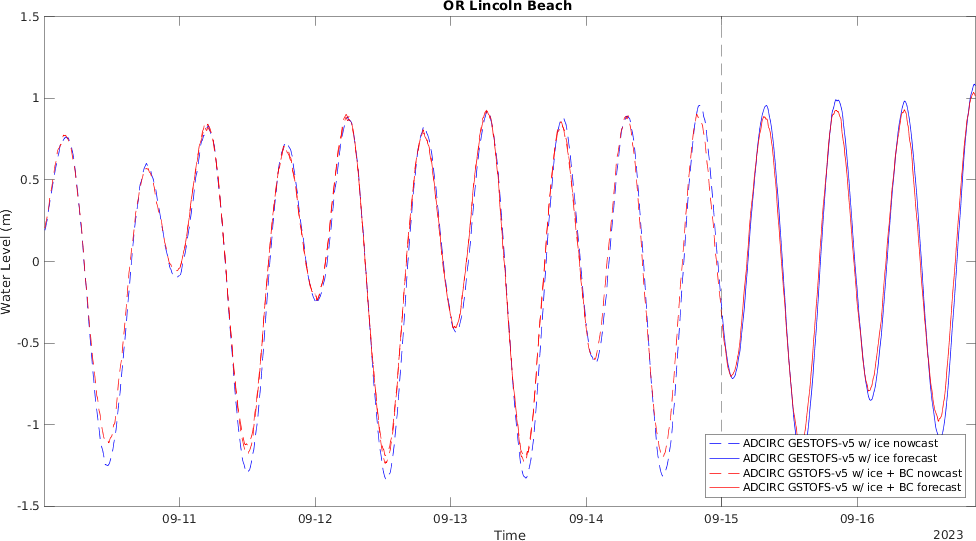 OR Lincoln Beach
1.5
1
0.5
0
-0.5
-1
-1.5
Water Level (m)
09-11 09-12 09-13 09-14 09-15 09-16
Time
2023
ADCIRC GESTOFS-v5 w/ ice nowcast
ADCIRC GESTOFS-v5 w/ ice forecast
ADCIRC GSTOFS-v5 w/ ice + BC nowcast
ADCIRC GSTOFS-v5 w/ ice + BC forecast